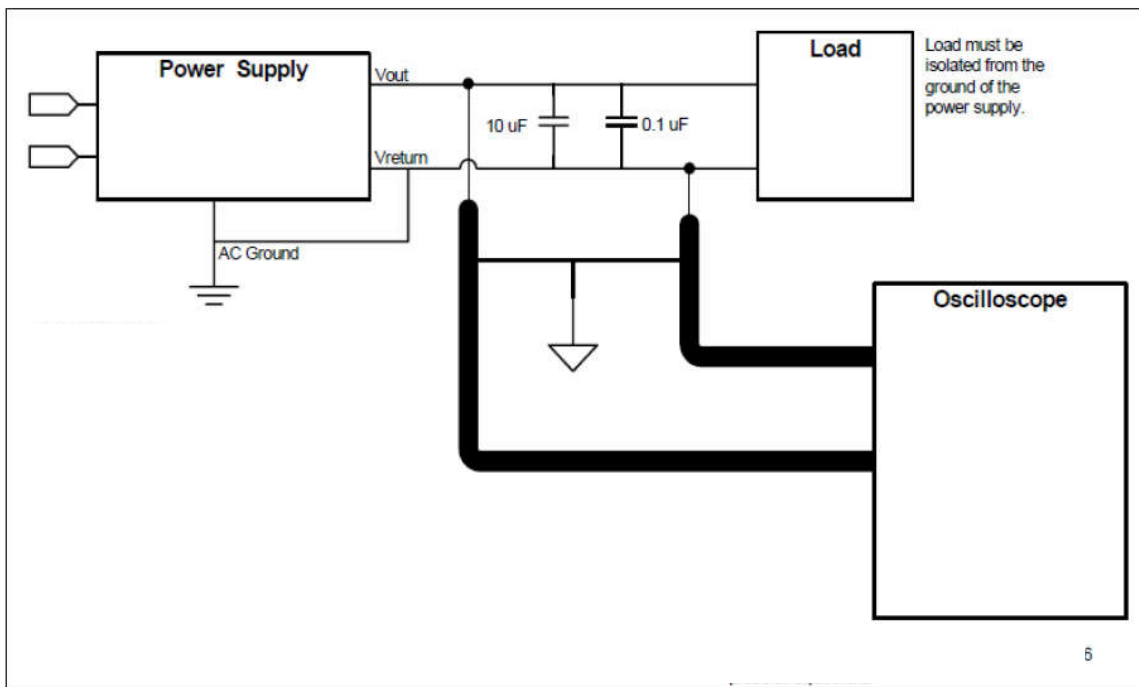 Power Supply
Vout
Vreturn
AC Ground
10 uF
0.1 uF
Load
Load must be
isolated from the
ground of the
power supply.
Oscilloscope
6